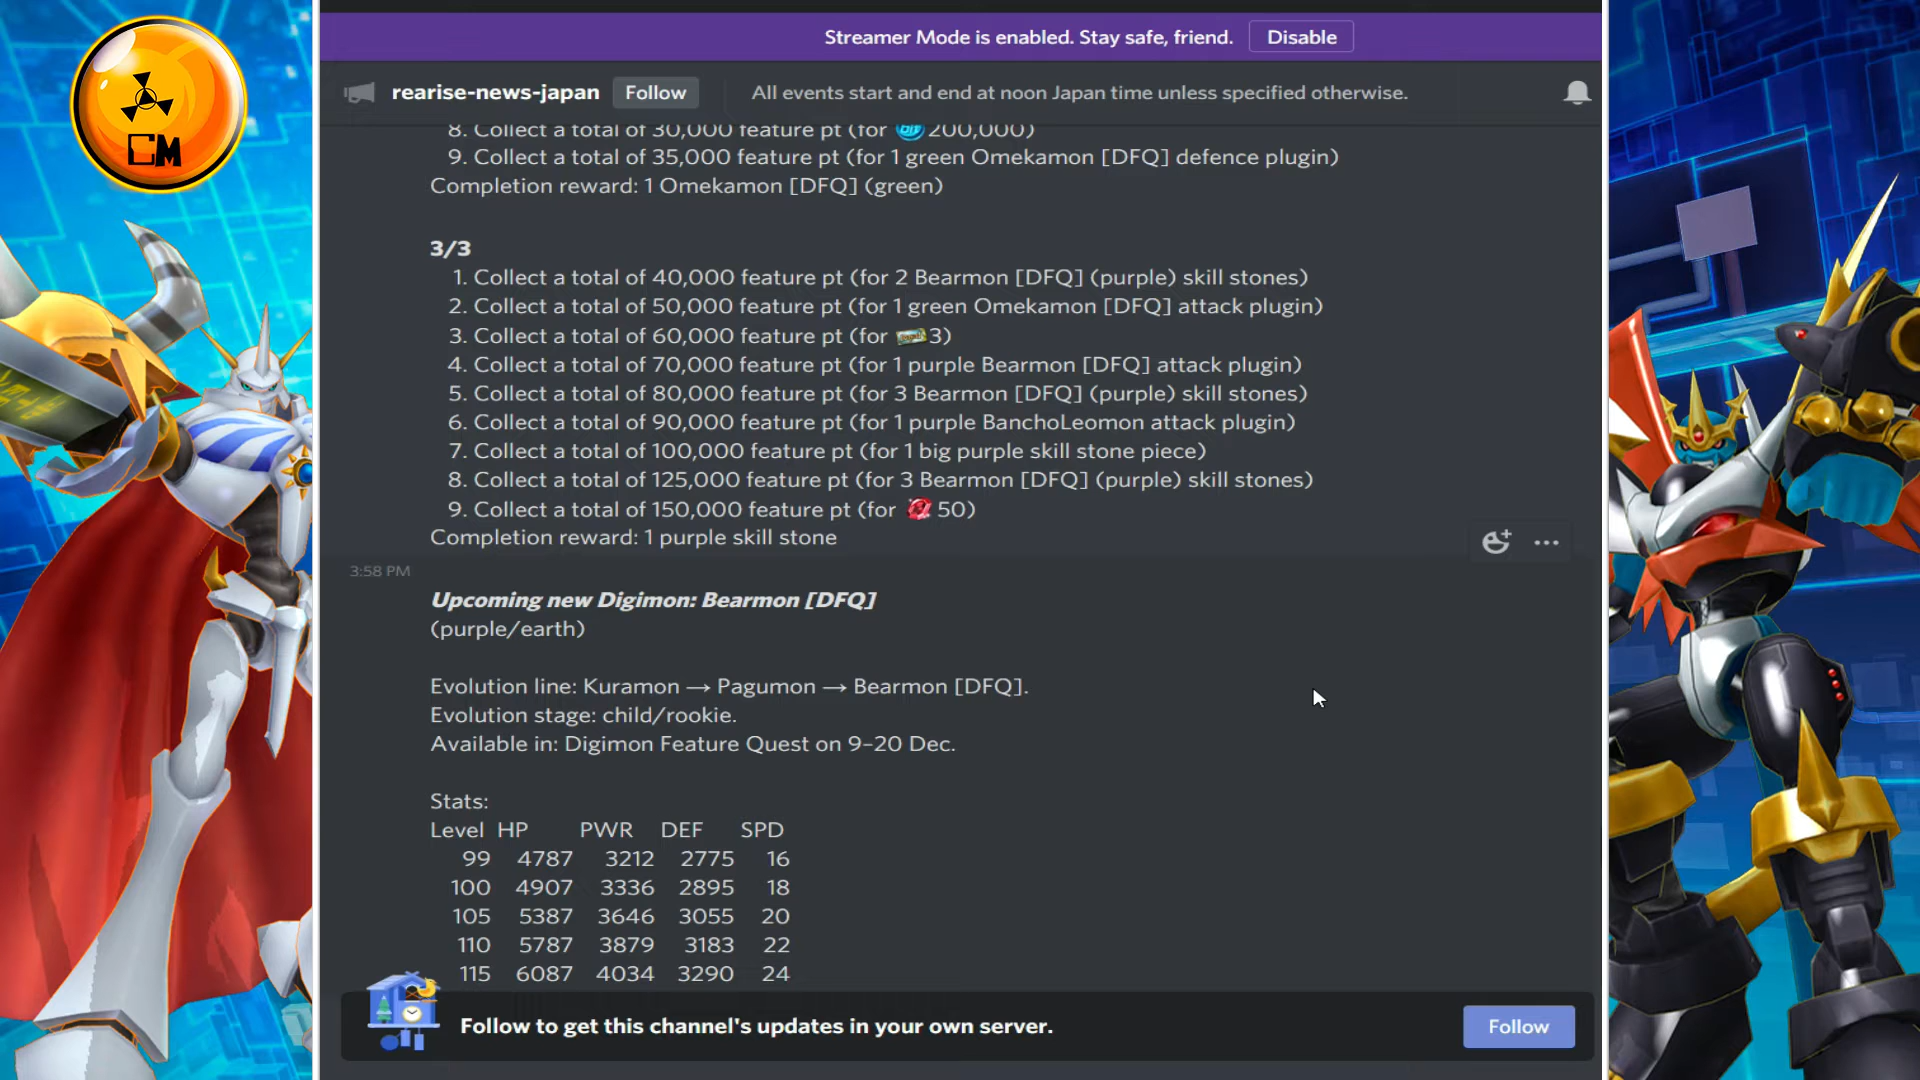 Streamer Mode is enabled. Stay safe, friend. Disable
rearise-news-japan Follow All events start and end at noon Japan time unless specified otherwise.
8. Collect a total of 30,000 feature pt (for bit 200,000)
9. Collect a total of 35,000 feature pt (for 1 green Omekamon [DFQ] defence plugin)
Completion reward: 1 Omekamon [DFQ] (green)
3/3
1. Collect a total of 40,000 feature pt (for 2 Bearmon [DFQ] (purple) skill stones)
2. Collect a total of 50,000 feature pt (for 1 green Omekamon [DFQ] attack plugin)
3. Collect a total of 60,000 feature pt (for 3)
4. Collect a total of 70,000 feature pt (for 1 purple Bearmon [DFQ] attack plugin)
5. Collect a total of 80,000 feature pt (for 3 Bearmon [DFQ] (purple) skill stones)
6. Collect a total of 90,000 feature pt (for 1 purple BanchoLeomon attack plugin)
7. Collect a total of 100,000 feature pt (for 1 big purple skill stone piece)
8. Collect a total of 125,000 feature pt (for 3 Bearmon [DFQ] (purple) skill stones)
9. Collect a total of 150,000 feature pt (for 50)
Completion reward: 1 purple skill stone
3:58 PM
Upcoming new Digimon: Bearmon [DFQ]
(purple/earth)
Evolution line: Kuramon → Pagumon → Bearmon [DFQ].
Evolution stage: child/rookie.
Available in: Digimon Feature Quest on 9–20 Dec.
Stats:
Level HP PWR DEF SPD
99 4787 3212 2775 16
100 4907 3336 2895 18
105 5387 3646 3055 20
110 5787 3879 3183 22
115 6087 4034 3290 24
Follow to get this channel's updates in your own server. Follow
CM